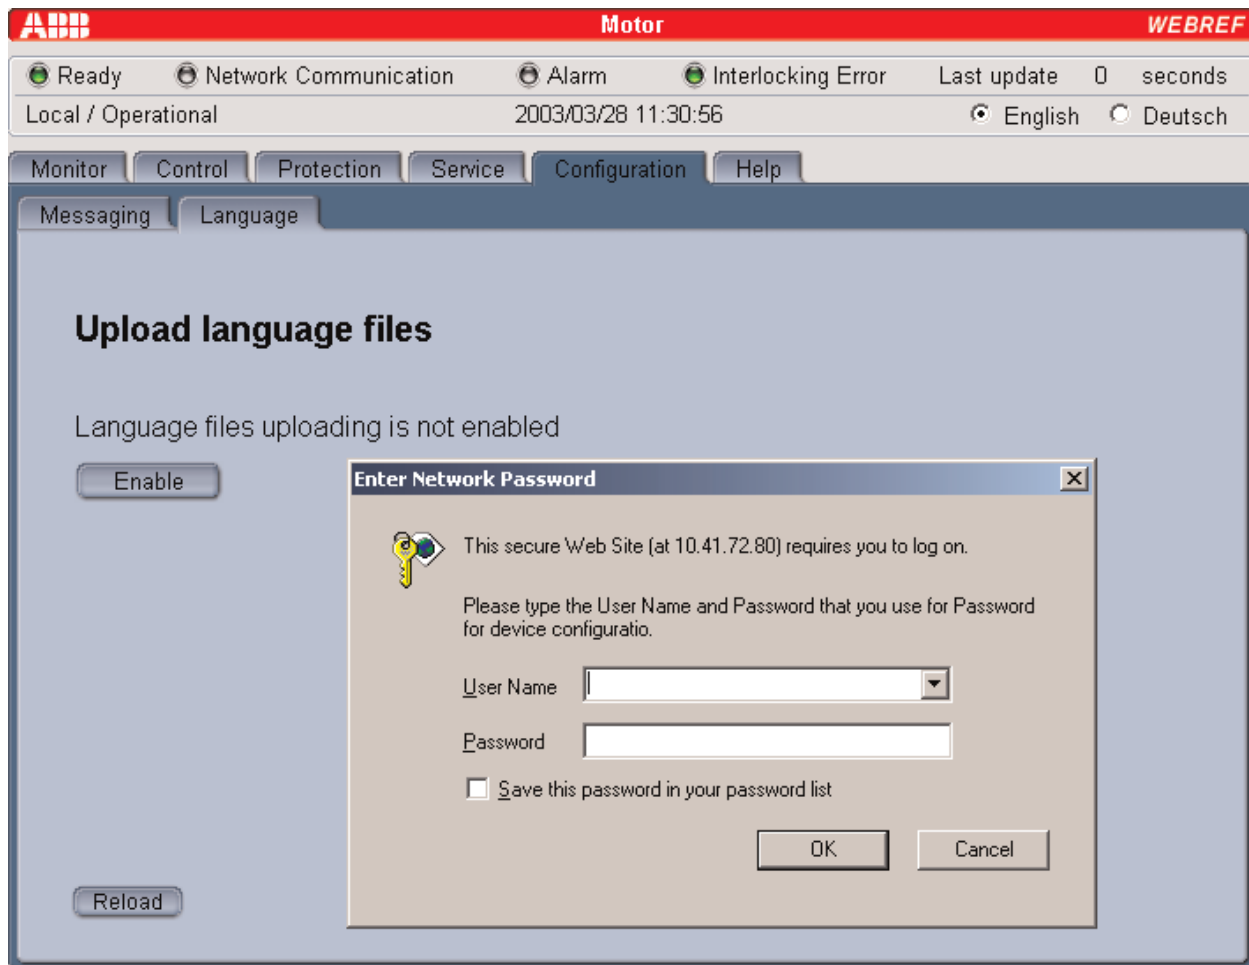 ABB Motor WEBREF
Ready Network Communication Alarm Interlocking Error Last update 0 seconds
Local / Operational 2003/03/28 11:30:56 English Deutsch
Monitor Control Protection Service Configuration Help
Messaging Language
Upload language files
Language files uploading is not enabled
Enable
Enter Network Password
This secure Web Site (at 10.41.72.80) requires you to log on.
Please type the User Name and Password that you use for Password
for device configuratio.
User Name
Password
Save this password in your password list
OK Cancel
Reload